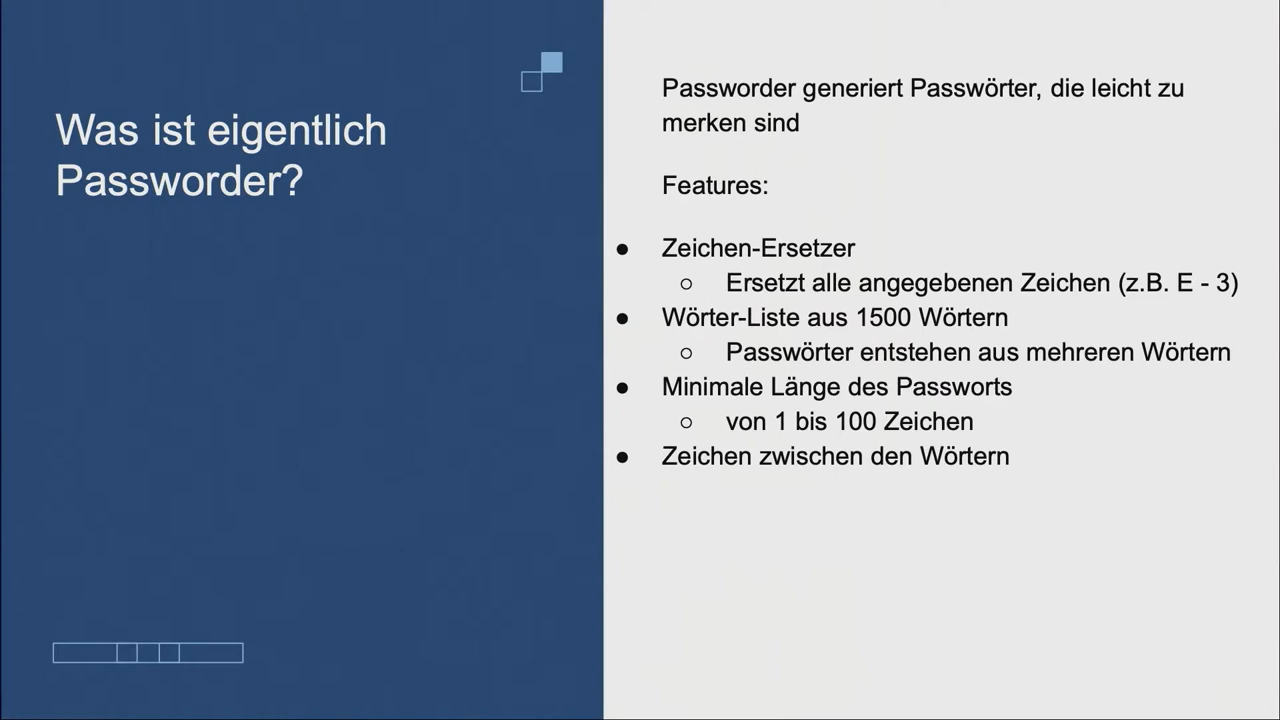 Was ist eigentlich
Passworder?
Passworder generiert Passwörter, die leicht zu
merken sind
Features:
● Zeichen-Ersetzer
○ Ersetzt alle angegebenen Zeichen (z.B. E - 3)
● Wörter-Liste aus 1500 Wörtern
○ Passwörter entstehen aus mehreren Wörtern
● Minimale Länge des Passworts
○ von 1 bis 100 Zeichen
● Zeichen zwischen den Wörtern